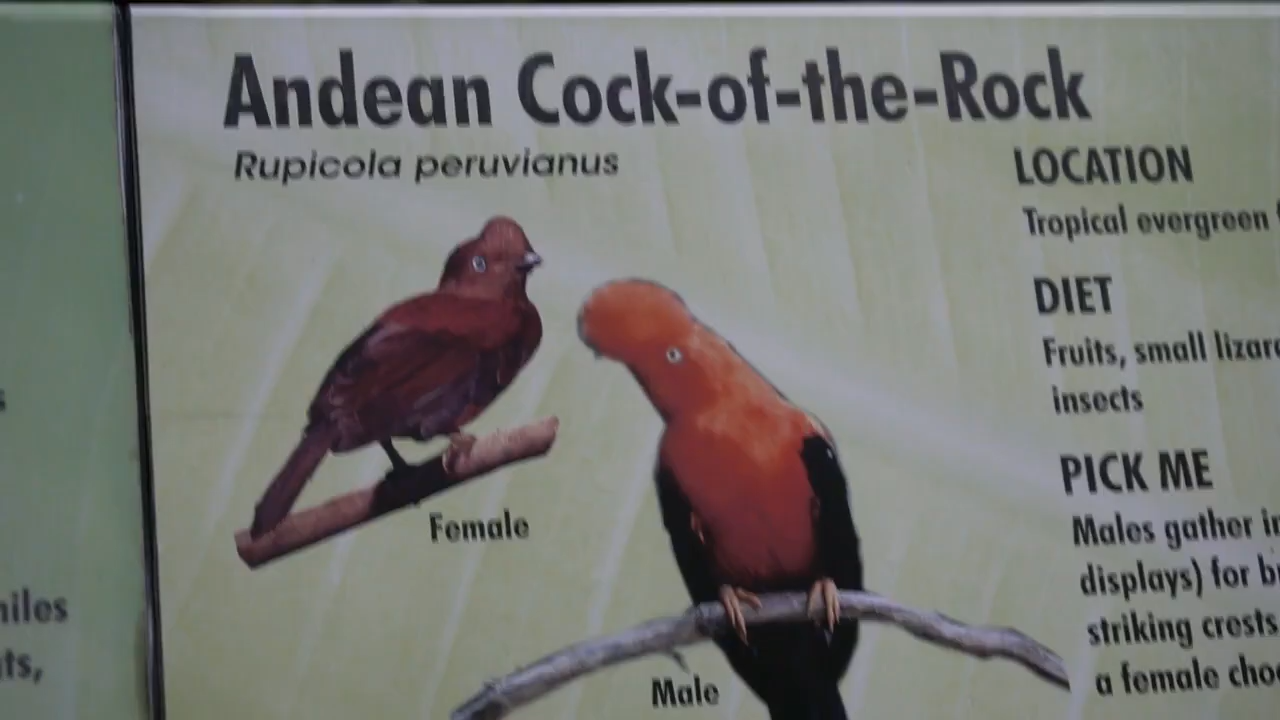 Andean Cock-of-the-Rock
Rupicola peruvianus
LOCATION
Tropical evergreen
DIET
Fruits, small
insects
PICK ME
Males gather
displays) for
striking crests
a female
Female
Male